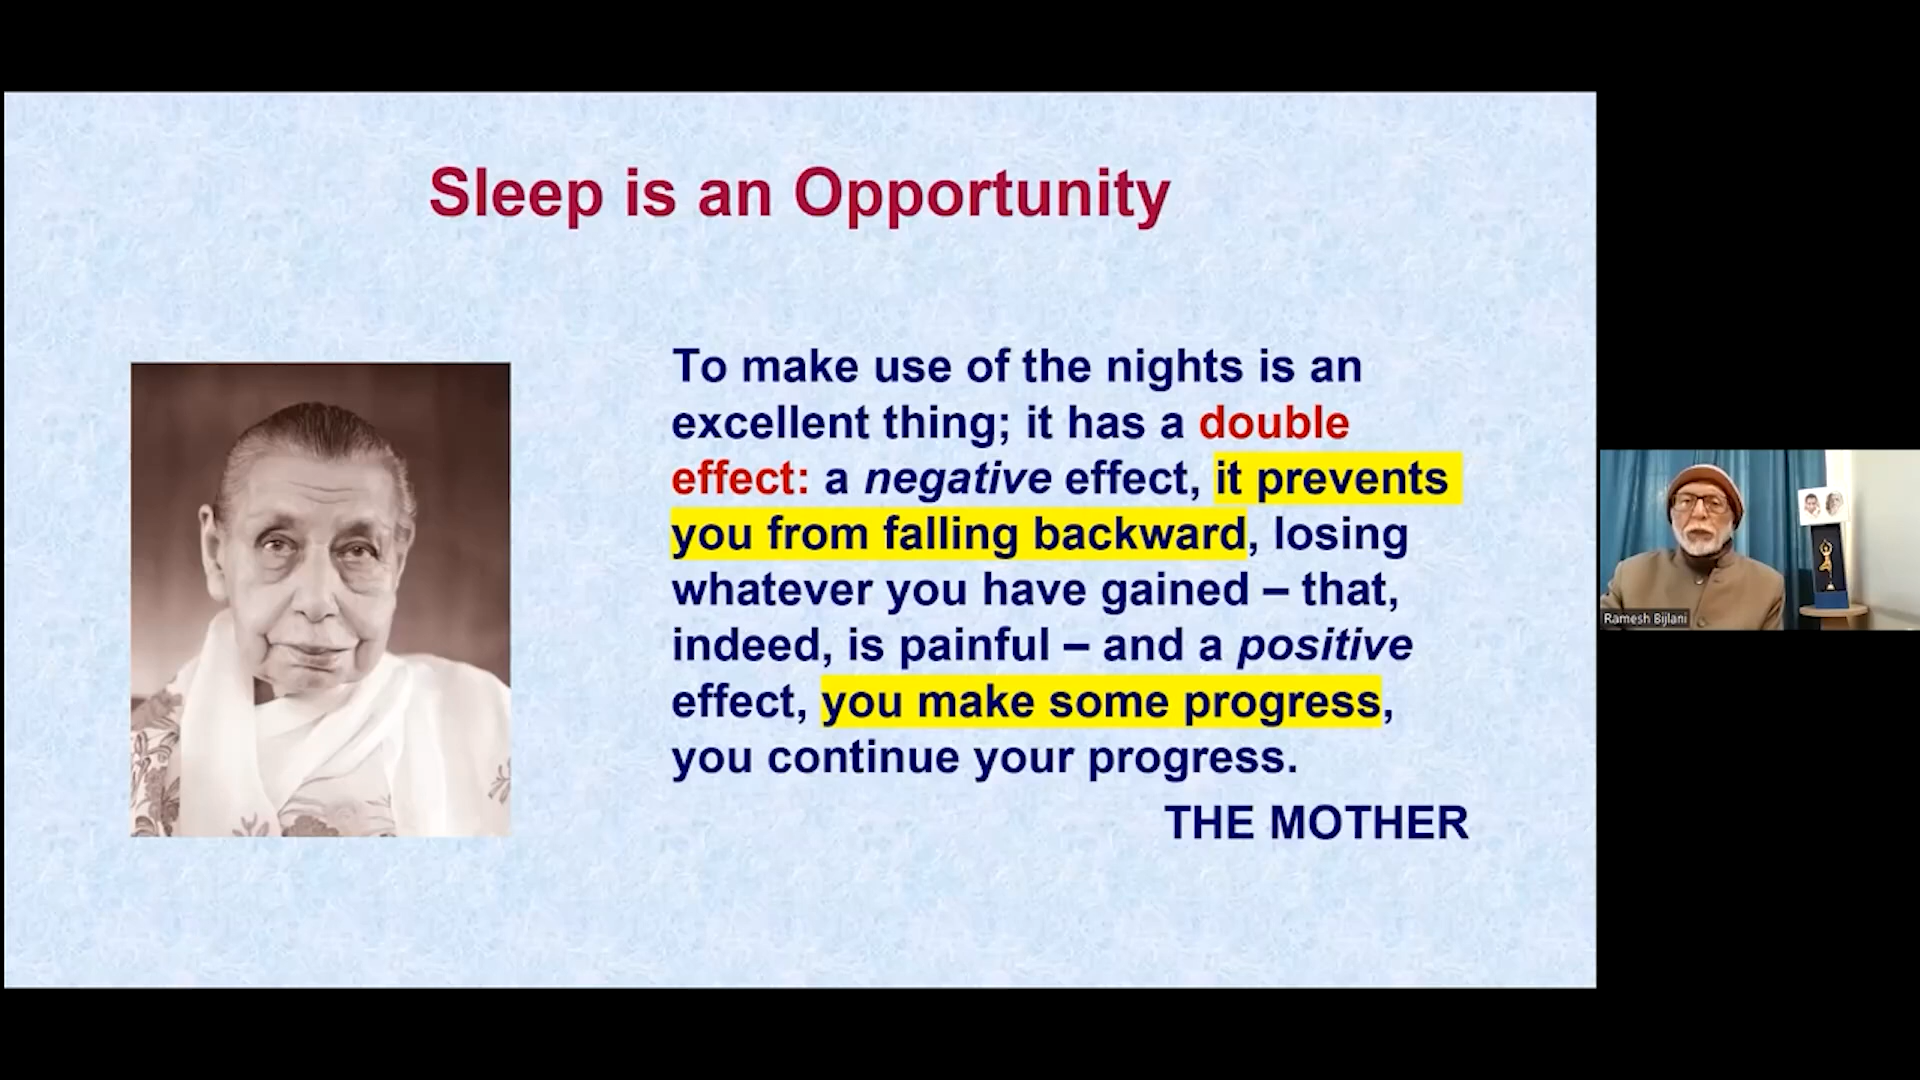 Sleep is an Opportunity
To make use of the nights is an
excellent thing; it has a double
effect: a negative effect, it prevents
you from falling backward, losing
whatever you have gained – that,
indeed, is painful – and a positive
effect, you make some progress,
you continue your progress.
THE MOTHER
Ramesh Bijlani